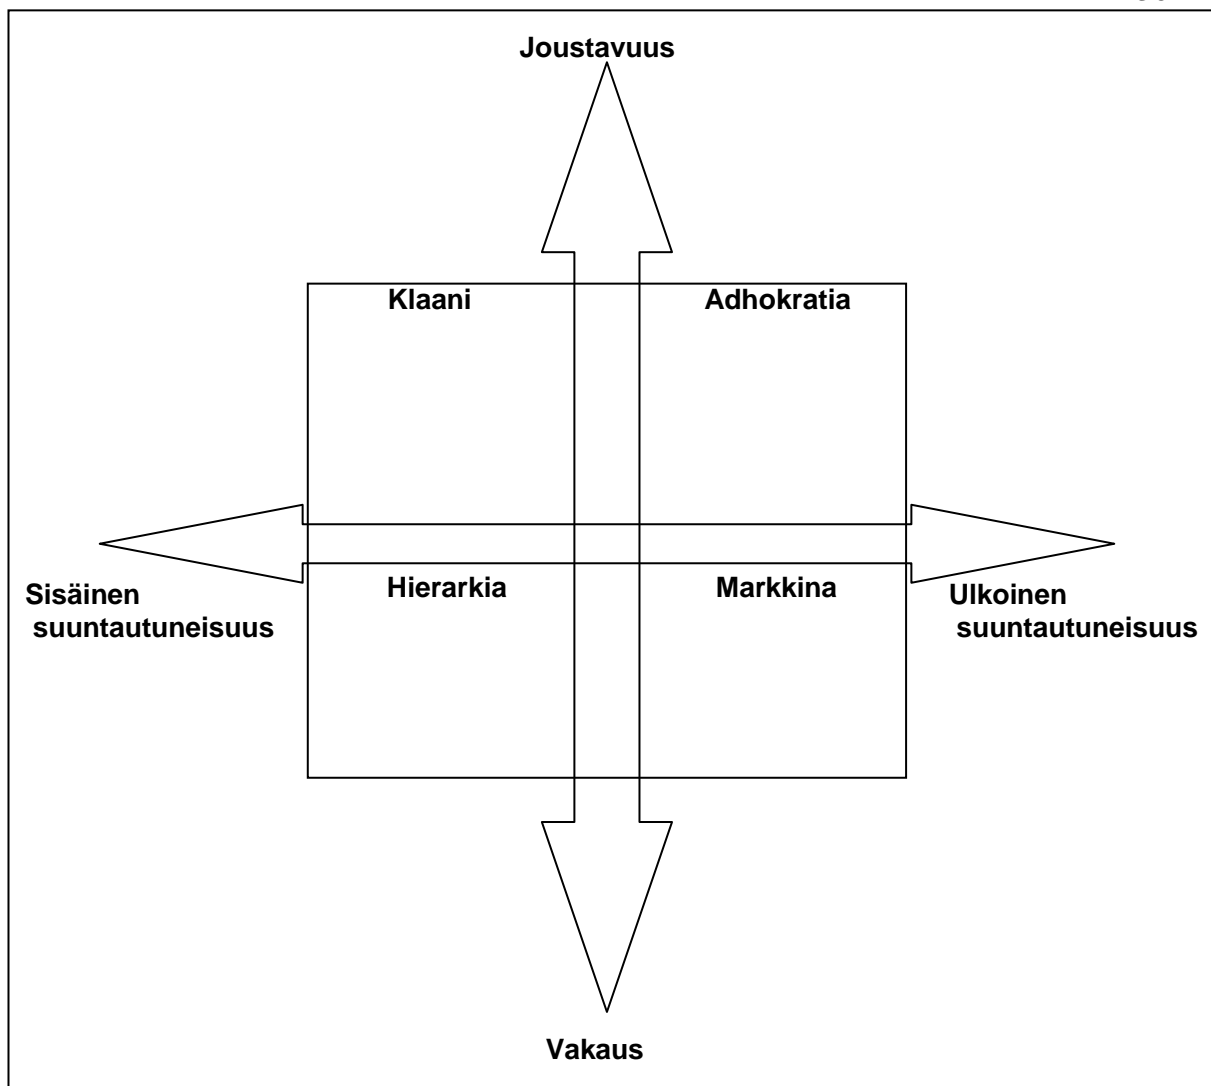 Joustavuus
Klaani
Adhokratia
Hierarkia
Markkina
Sisäinen
suuntautuneisuus
Ulkoinen
suuntautuneisuus
Vakaus